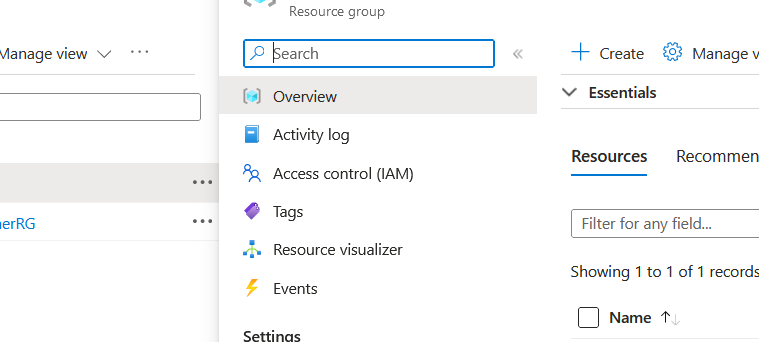 Resource group
Manage view
Search
Create
Manage v
Essentials
Overview
Activity log
Resources
Recommen
Access control (IAM)
Tags
nerRG
Filter for any field...
Resource visualizer
Showing 1 to 1 of 1 records
Events
Name
Settings